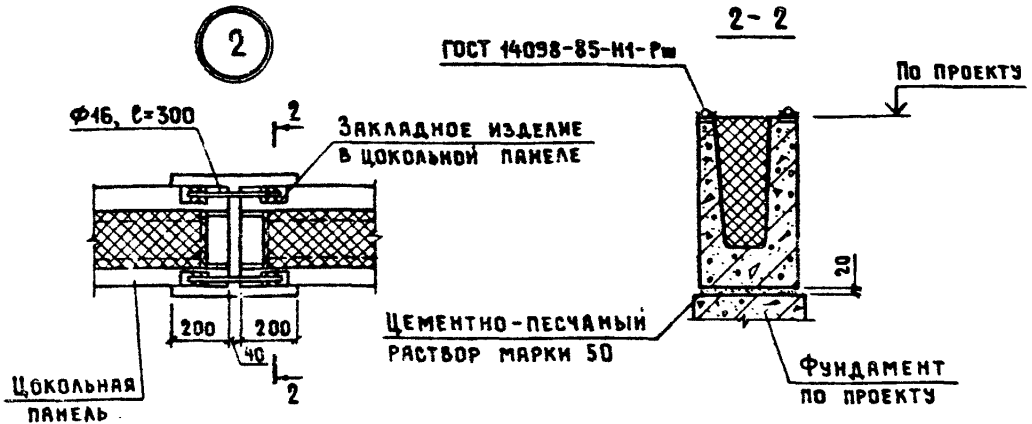 2
2-2
ГОСТ 14098-85-Н1-Рш
По проекту
Ф16, ℓ=300
2
Закладное изделие
в цокольной панеле
20
200
200
40
Цементно-песчаный
раствор марки 50
2
Цокольная
панель
Фундамент
по проекту